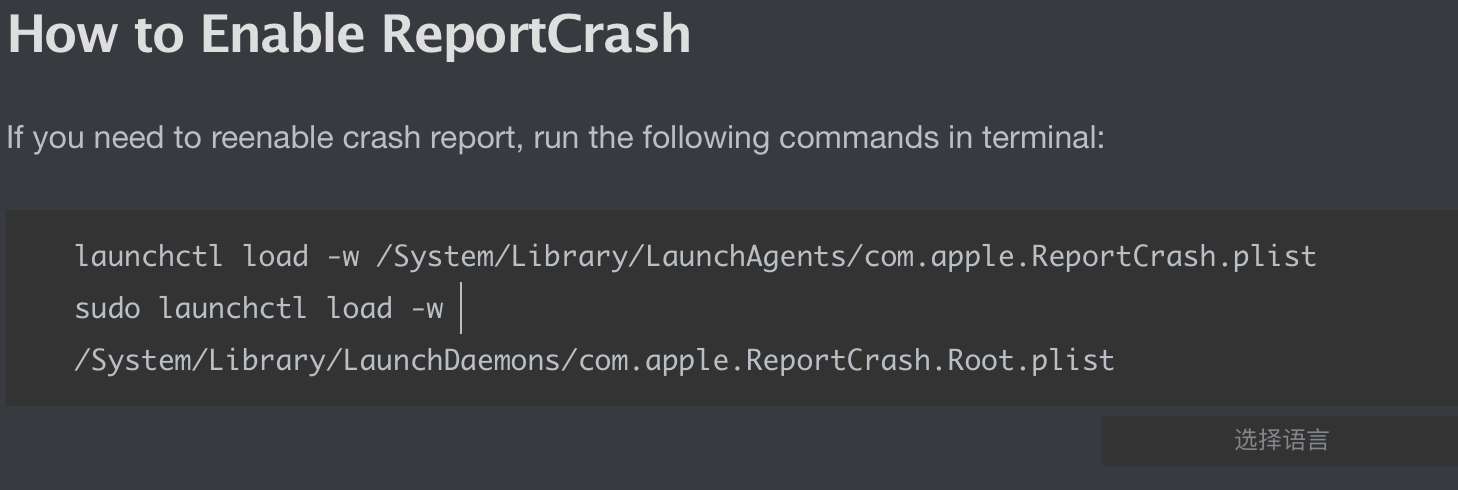 How to Enable ReportCrash
If you need to reenable crash report, run the following commands in terminal:
launchctl load -w /System/Library/LaunchAgents/com.apple.ReportCrash.plist
sudo launchctl load -w
/System/Library/LaunchDaemons/com.apple.ReportCrash.Root.plist
选择语言